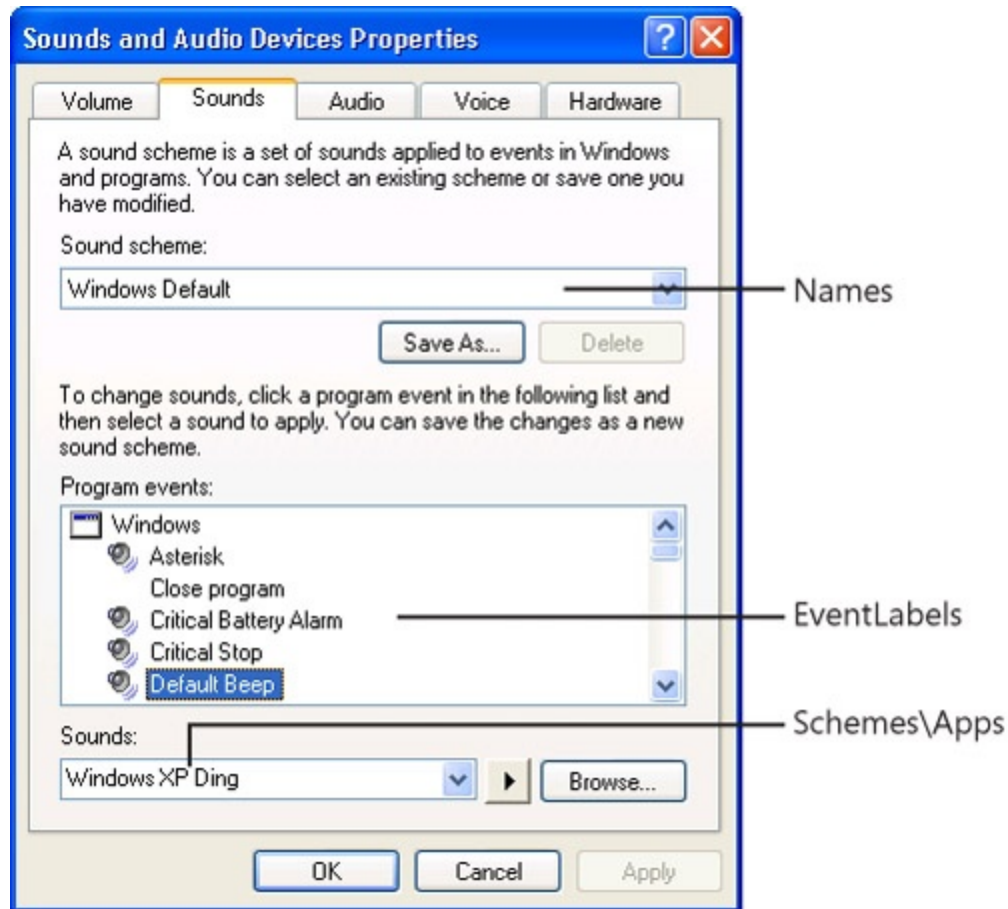 Sounds and Audio Devices Properties
Volume
Sounds
Audio
Voice
Hardware
A sound scheme is a set of sounds applied to events in Windows
and programs. You can select an existing scheme or save one you
have modified.
Sound scheme:
Windows Default
Names
Save As...
Delete
To change sounds, click a program event in the following list and
then select a sound to apply. You can save the changes as a new
sound scheme.
Program events:
Windows
Asterisk
Close program
Critical Battery Alarm
EventLabels
Critical Stop
Default Beep
Schemes\Apps
Sounds:
Windows XP Ding
Browse...
OK
Cancel
Apply